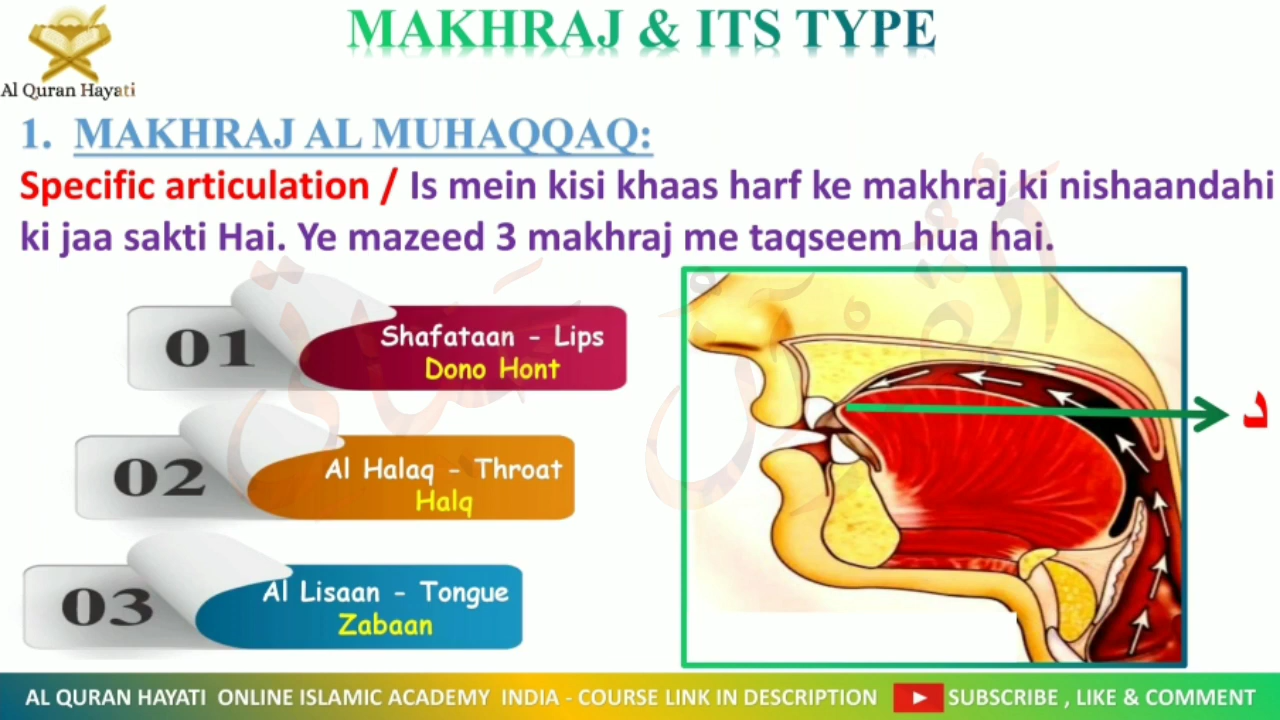 MAKHRAJ & ITS TYPE
Al Quran Hayati
1. MAKHRAJ AL MUHAQQAQ:
Specific articulation / Is mein kisi khaas harf ke makhraj ki nishaandahi
ki jaa sakti Hai. Ye mazeed 3 makhraj me taqseem hua hai.
01
Shafataan - Lips
Dono Hont
02
Al Halaq - Throat
Halq
03
Al Lisaan - Tongue
Zabaan
د
AL QURAN HAYATI ONLINE ISLAMIC ACADEMY INDIA - COURSE LINK IN DESCRIPTION SUBSCRIBE , LIKE & COMMENT